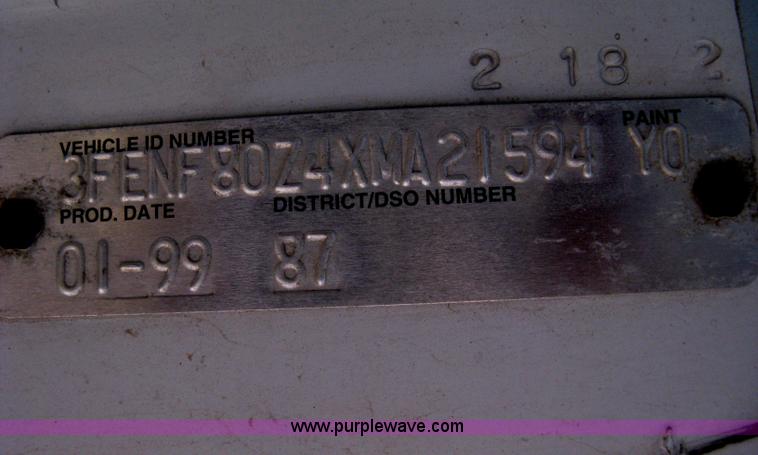 2 18 2
VEHICLE ID NUMBER PAINT
3FENF80Z4XMA21594 YO
PROD. DATE DISTRICT/DSO NUMBER
01-99 87
www.purplewave.com